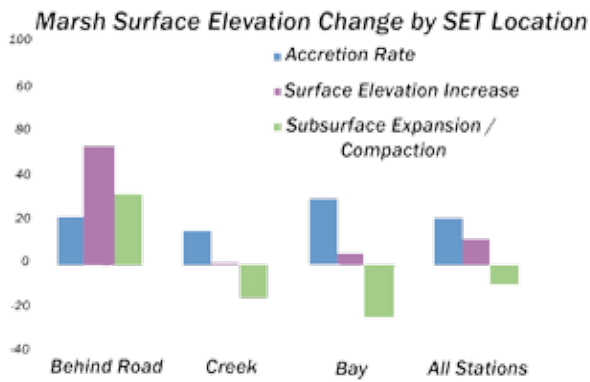 Marsh Surface Elevation Change by SET Location
100
Accretion Rate
60
Surface Elevation Increase
80
Subsurface Expansion /
Compaction
40
20
0
-20
-40
Behind Road Creek Bay All Stations